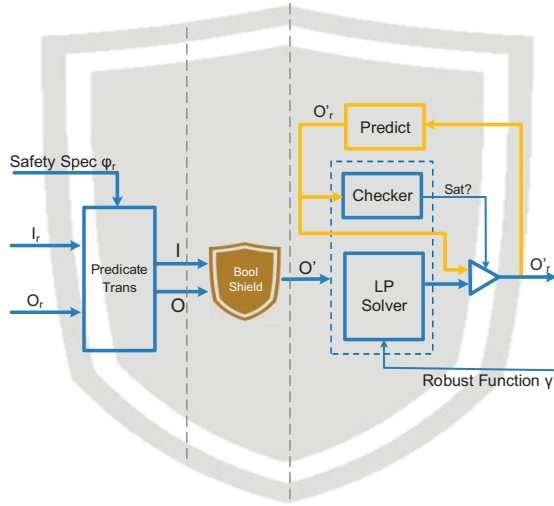 O'ᵣ
Predict
Safety Spec φᵣ
Checker
Sat?
Iᵣ
Predicate
Trans
I
Bool
Shield
O'
LP
Solver
O'ᵣ
Oᵣ
O
Robust Function γ